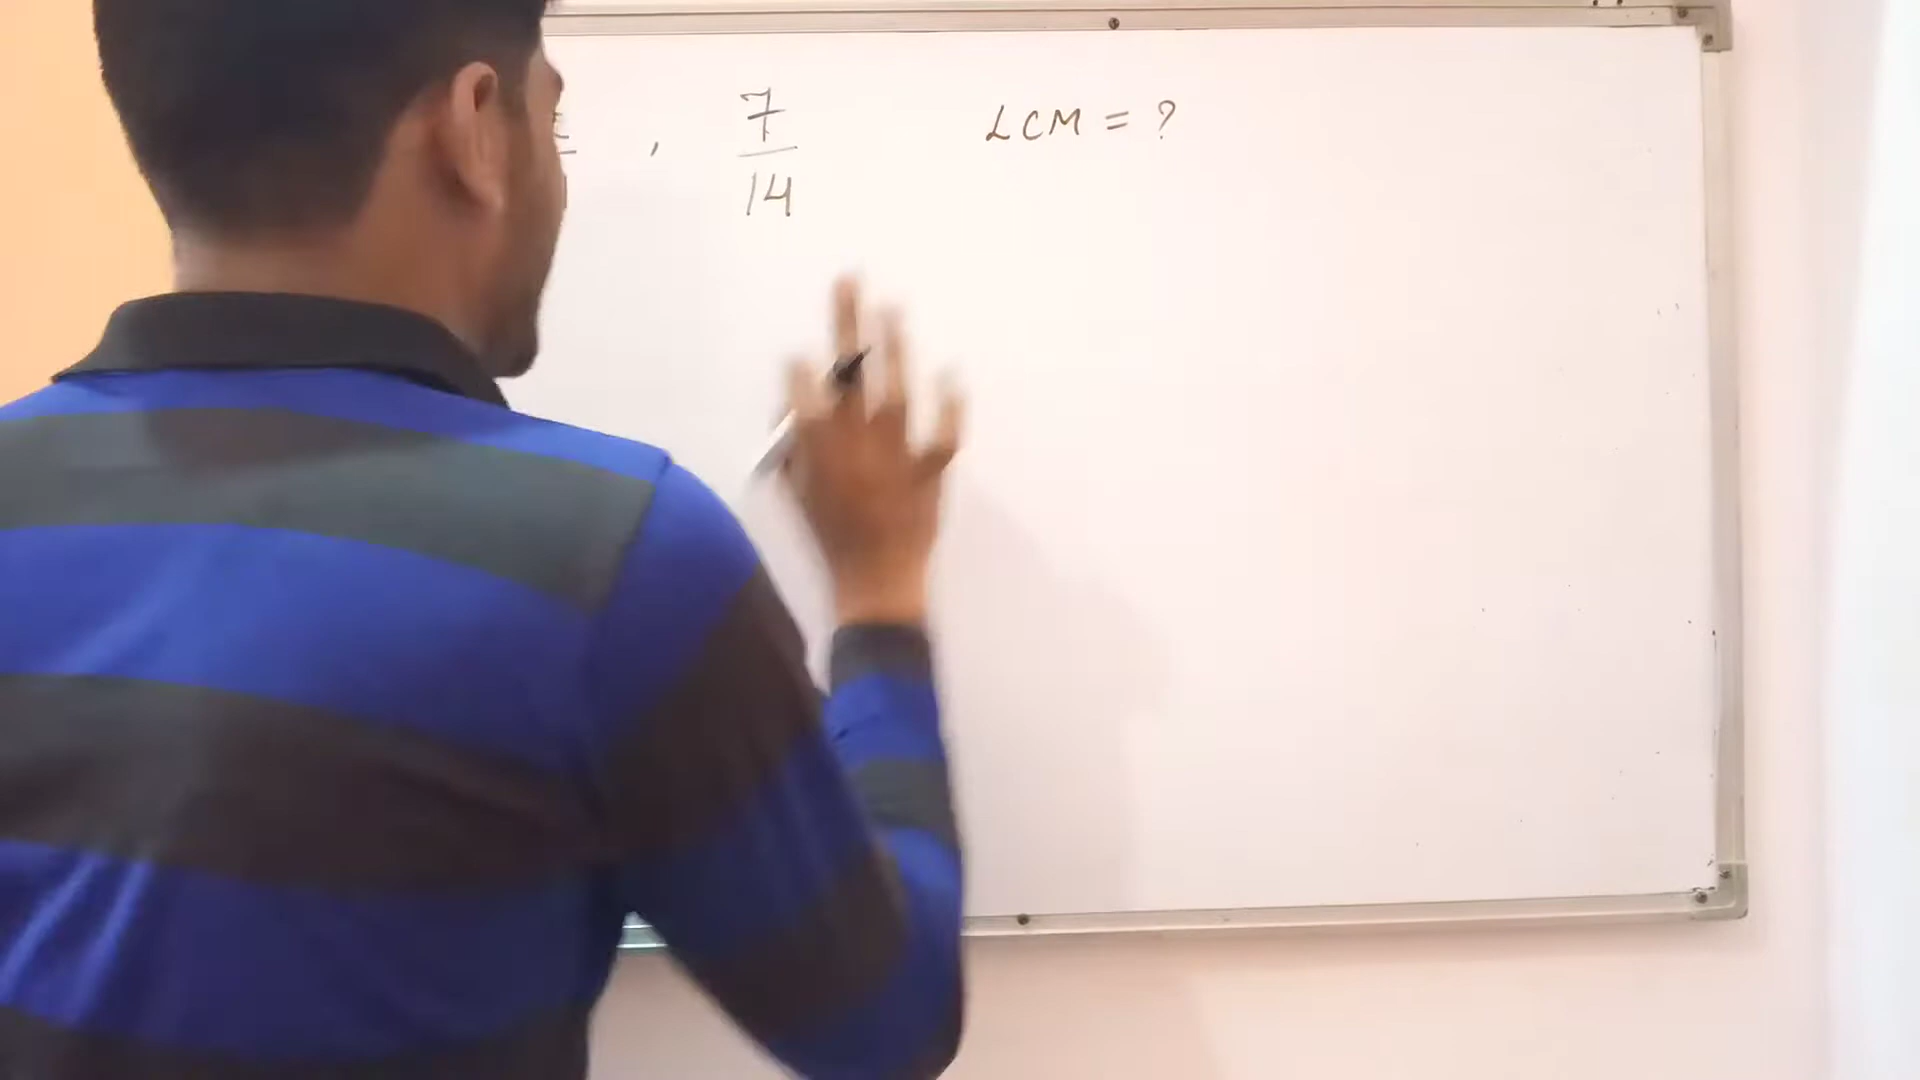 , 7/14 LCM = ?